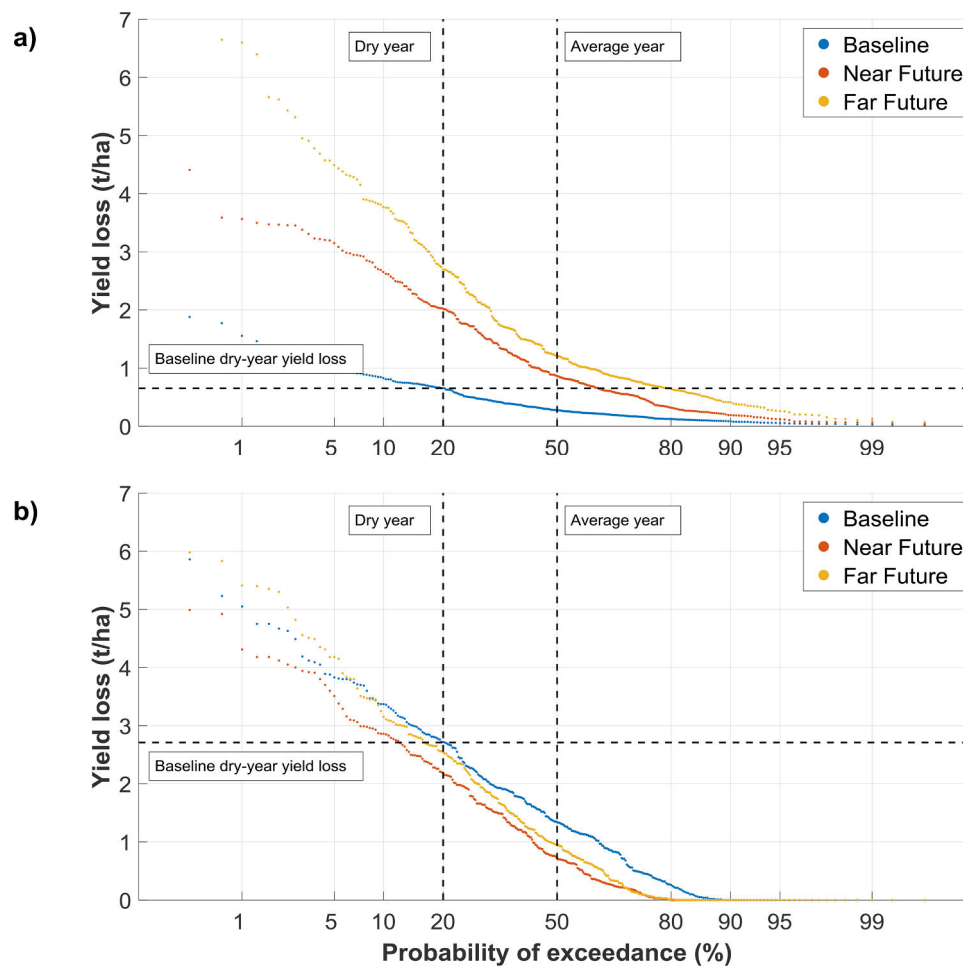 a)
Yield loss (t/ha)
7
6
5
4
3
2
1
0
Dry year
Average year
Baseline
Near Future
Far Future
Baseline dry-year yield loss
1 5 10 20 50 80 90 95 99
b)
Yield loss (t/ha)
7
6
5
4
3
2
1
0
Dry year
Average year
Baseline
Near Future
Far Future
Baseline dry-year yield loss
1 5 10 20 50 80 90 95 99
Probability of exceedance (%)